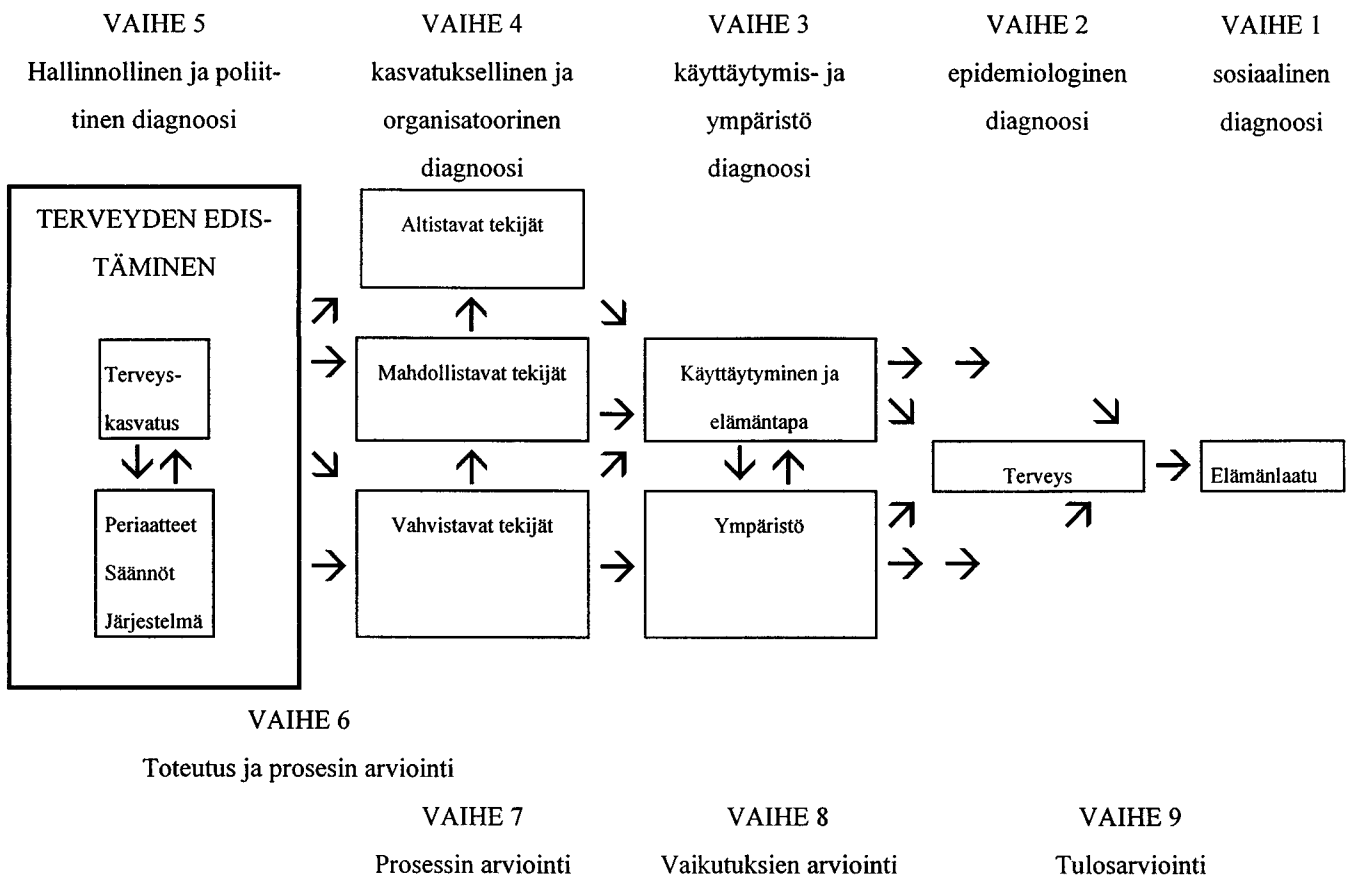 VAIHE 5
Hallinnollinen ja poliit-
tinen diagnoosi
VAIHE 4
kasvatuksellinen ja
organisatoorinen
diagnoosi
VAIHE 3
käyttäytymis- ja
ympäristö
diagnoosi
VAIHE 2
epidemiologinen
diagnoosi
VAIHE 1
sosiaalinen
diagnoosi
TERVEYDEN EDIS-
TÄMINEN
Terveys-
kasvatus
Periaatteet
Säännöt
Järjestelmä
Altistavat tekijät
Mahdollistavat tekijät
Vahvistavat tekijät
Käyttäytyminen ja
elämäntapa
Ympäristö
Terveys
Elämänlaatu
VAIHE 6
Toteutus ja prosesin arviointi
VAIHE 7
Prosessin arviointi
VAIHE 8
Vaikutuksien arviointi
VAIHE 9
Tulosarviointi